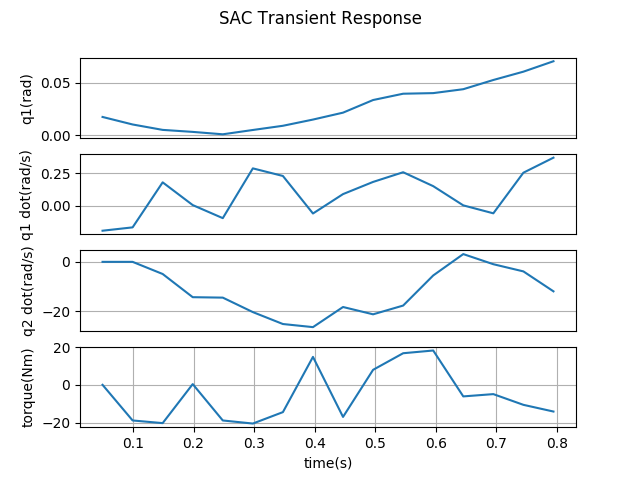 SAC Transient Response
q1(rad)
0.05
0.00
q1 dot(rad/s)
0.25
0.00
q2 dot(rad/s)
0
−20
torque(Nm)
20
0
−20
0.1 0.2 0.3 0.4 0.5 0.6 0.7 0.8
time(s)